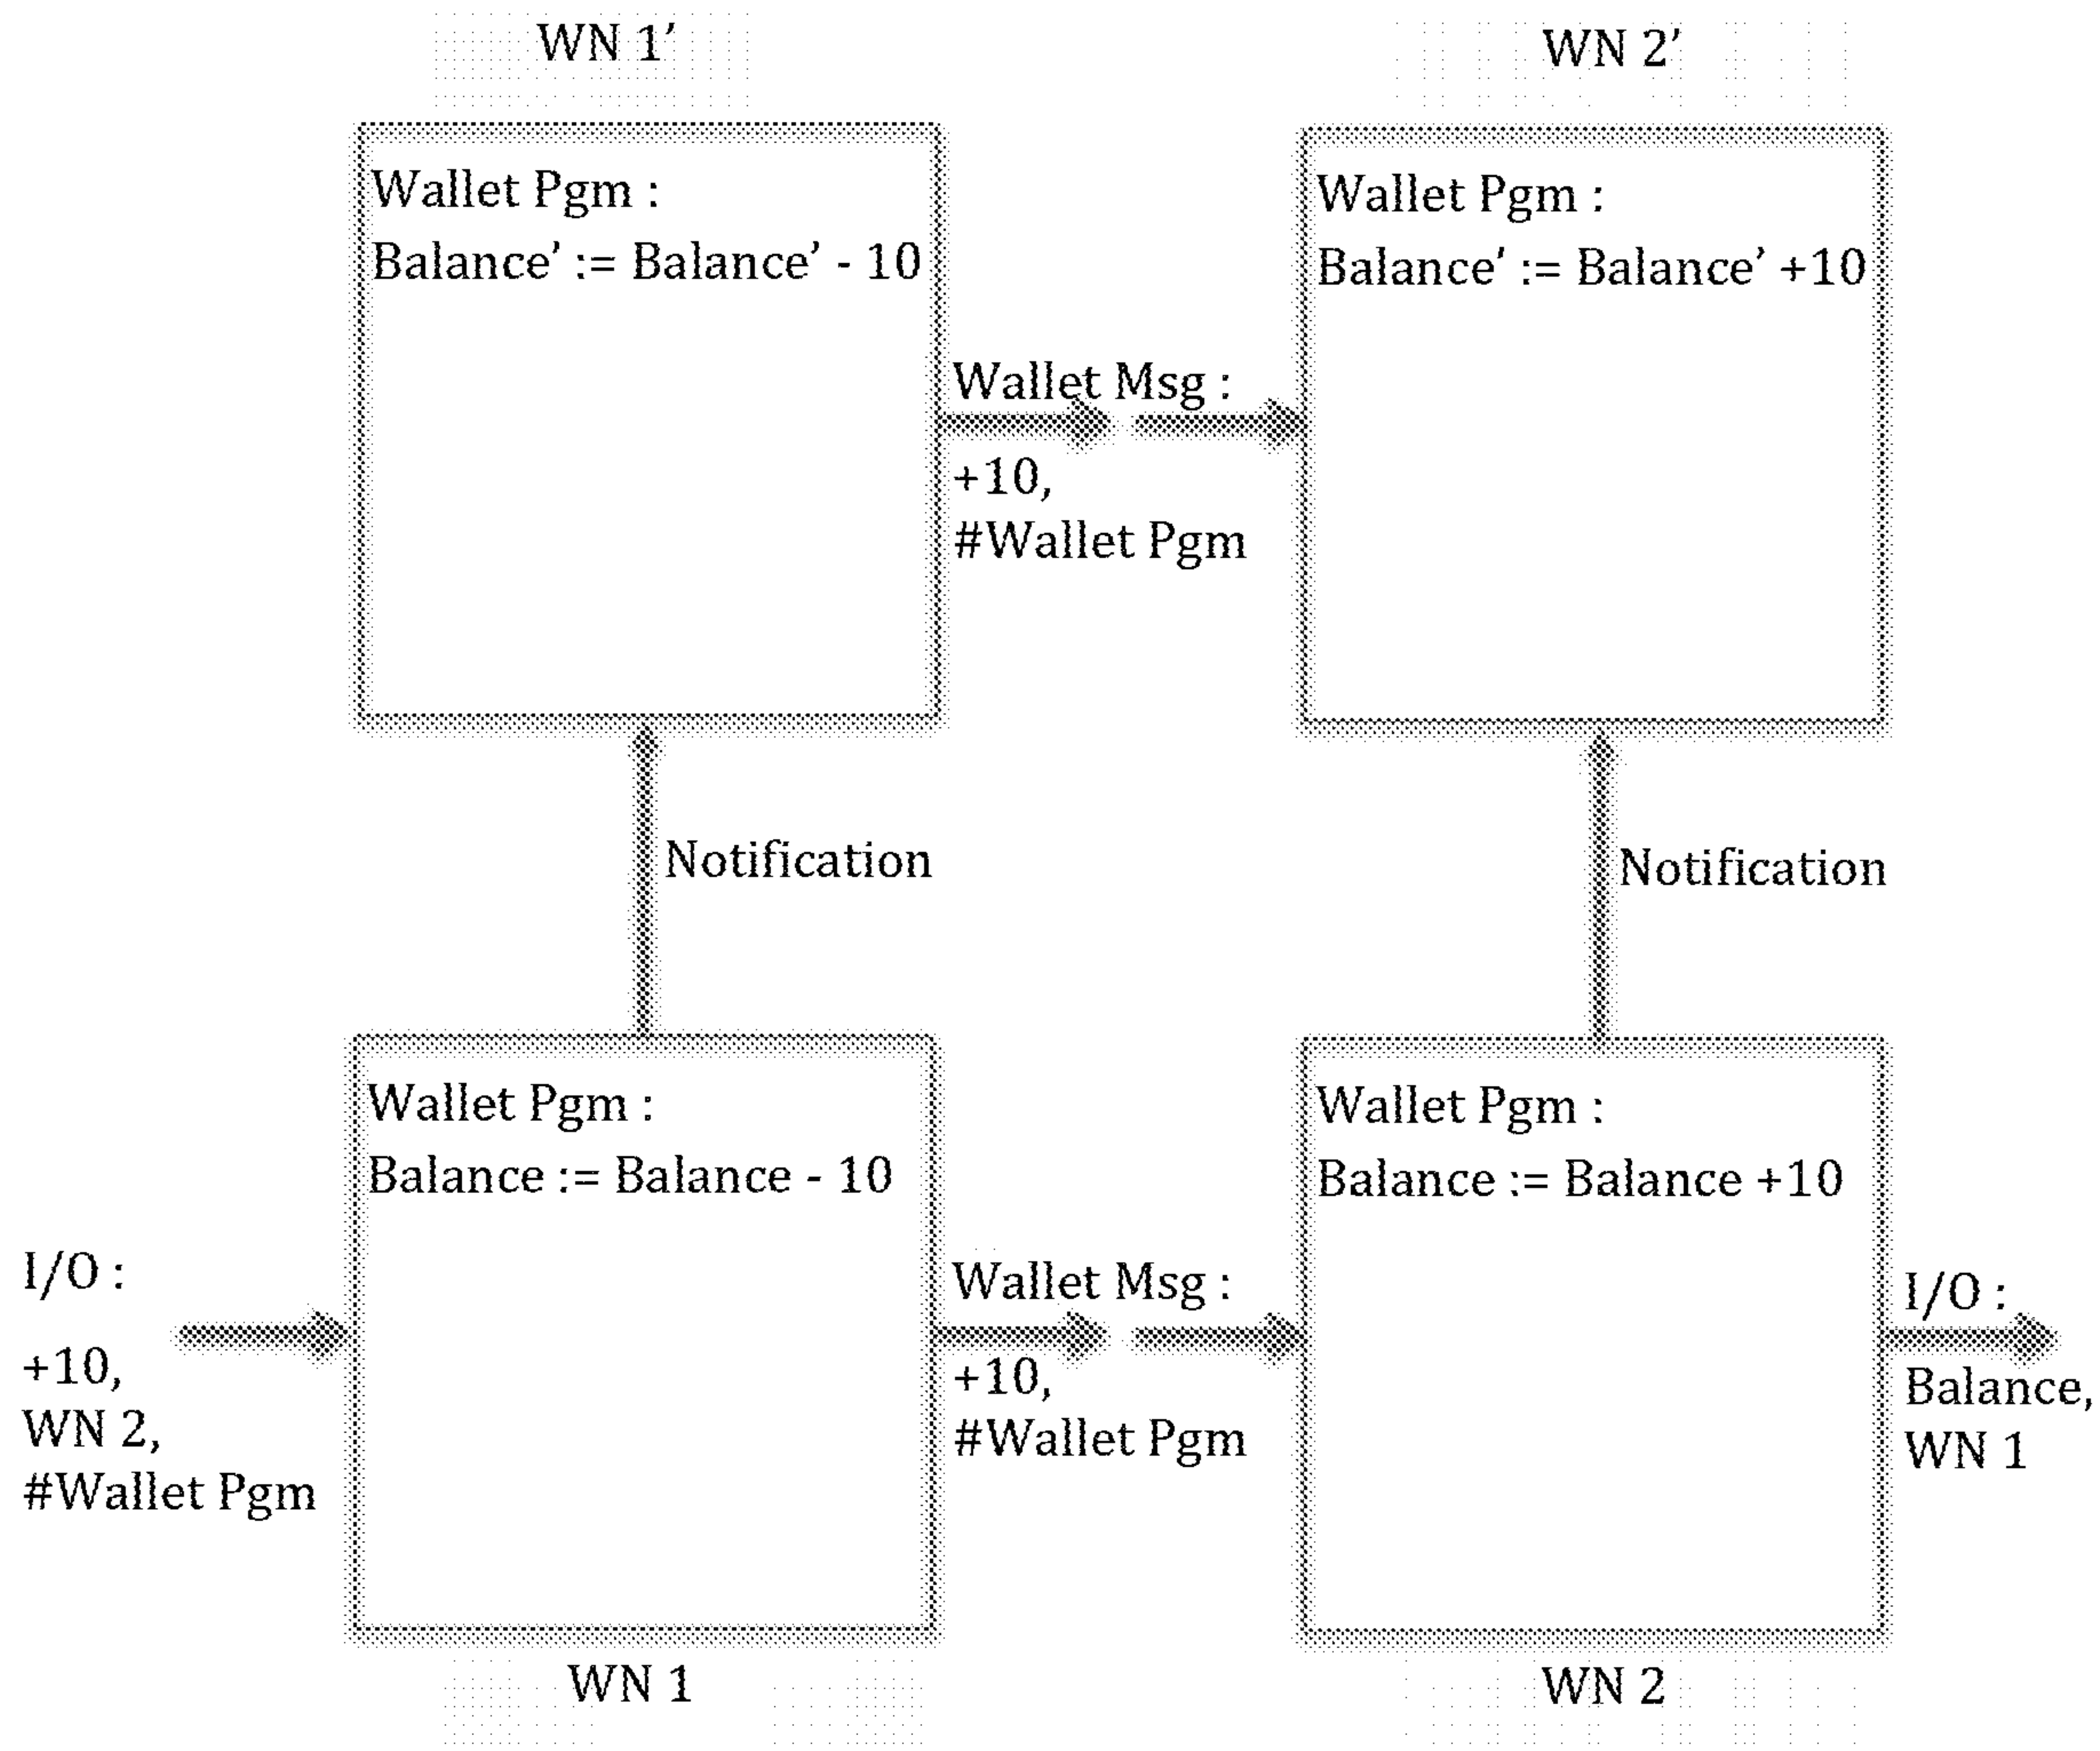 WN 1’
WN 2’
Wallet Pgm :
Balance’ := Balance’ - 10
Wallet Pgm :
Balance’ := Balance’ +10
Wallet Msg :
+10,
#Wallet Pgm
Notification
Notification
Wallet Pgm :
Balance := Balance - 10
Wallet Pgm :
Balance := Balance +10
I/O :
+10,
WN 2,
#Wallet Pgm
Wallet Msg :
+10,
#Wallet Pgm
I/O :
Balance,
WN 1
WN 1
WN 2